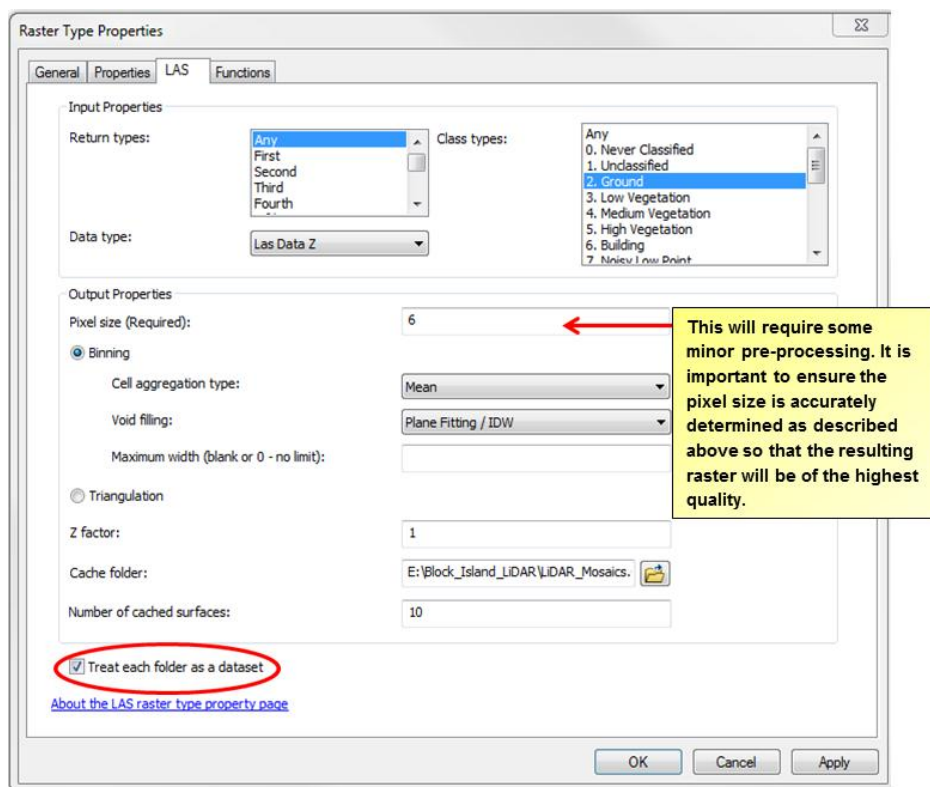 Raster Type Properties
General Properties LAS Functions
Input Properties
Return types:
Any
First
Second
Third
Fourth
Class types:
Any
0. Never Classified
1. Unclassified
2. Ground
3. Low Vegetation
4. Medium Vegetation
5. High Vegetation
6. Building
7. Noisy Low Point
Data type:
Las Data Z
Output Properties
Pixel size (Required):
6
Binning
Cell aggregation type:
Mean
Void filling:
Plane Fitting / IDW
Maximum width (blank or 0 - no limit):
Triangulation
Z factor:
1
Cache folder:
E:\Block_Island_LiDAR\LiDAR_Mosaics.
Number of cached surfaces:
10
Treat each folder as a dataset
About the LAS raster type property page
OK Cancel Apply
This will require some
minor pre-processing. It is
important to ensure the
pixel size is accurately
determined as described
above so that the resulting
raster will be of the highest
quality.